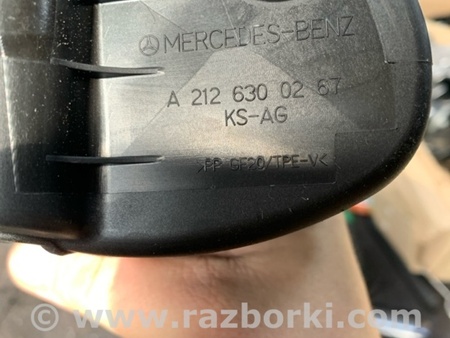 MERCEDES-BENZ
A 212 630 02 67
KS-AG
>PP GF20/TPE-V<
www.razborki.com